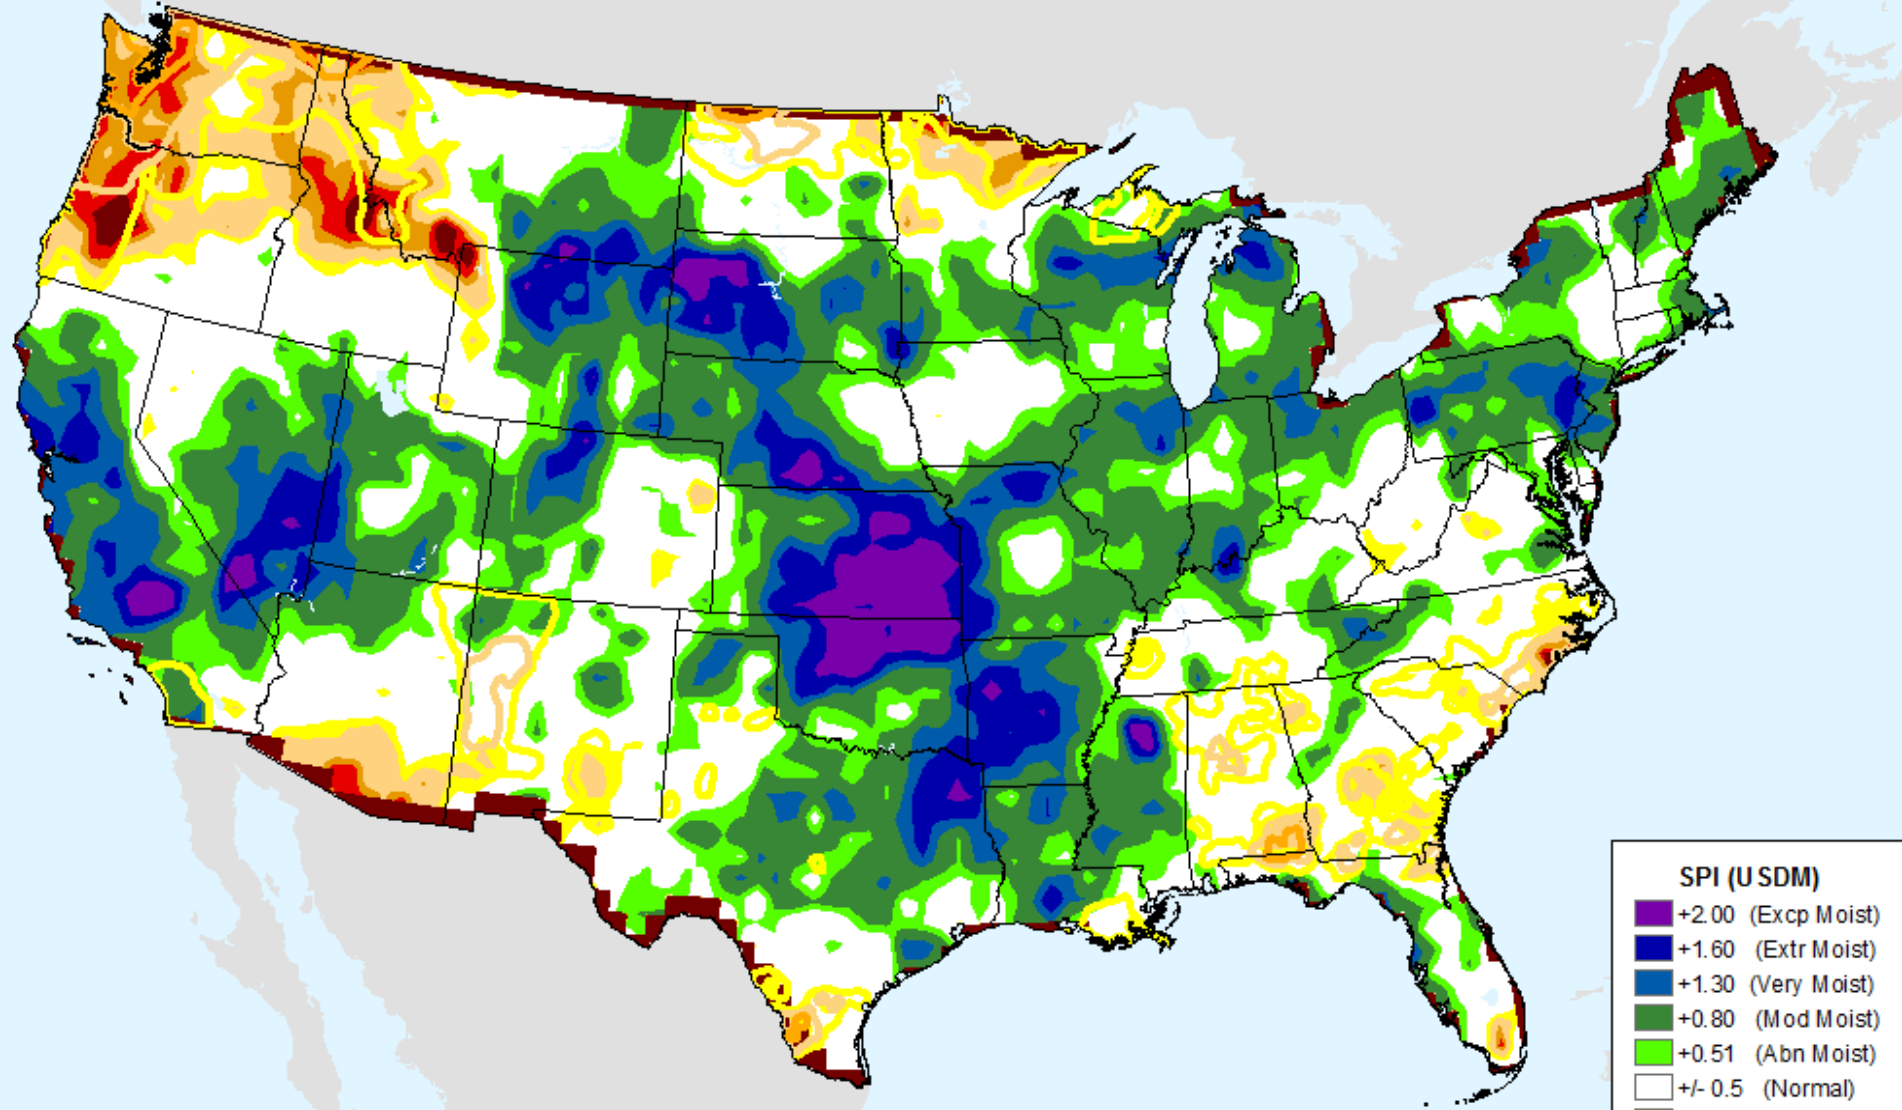 SPI (USDM)
+2.00 (Excp Moist)
+1.60 (Extr Moist)
+1.30 (Very Moist)
+0.80 (Mod Moist)
+0.51 (Abn Moist)
+/- 0.5 (Normal)